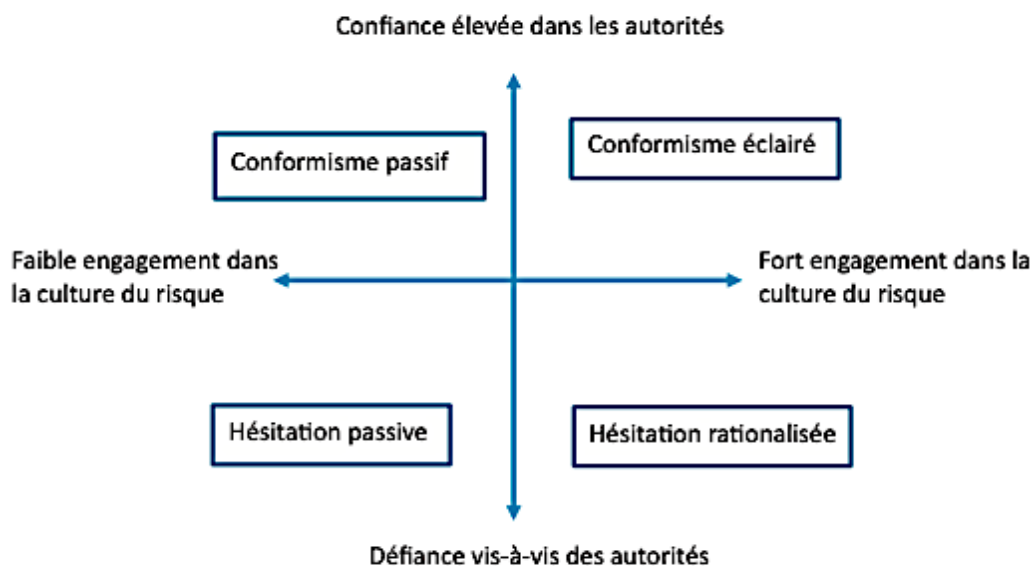 Confiance élevée dans les autorités
Conformisme passif
Conformisme éclairé
Faible engagement dans
la culture du risque
Fort engagement dans la
culture du risque
Hésitation passive
Hésitation rationalisée
Défiance vis-à-vis des autorités